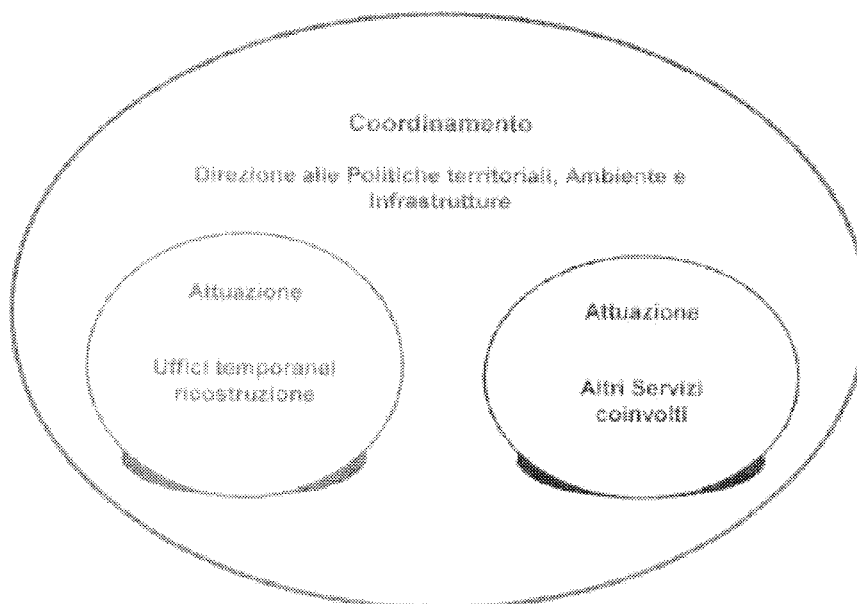 Coordinamento
Direzione alle Politiche territoriali, Ambiente e
Infrastrutture
Attuazione
Uffici temporanei
ricostruzione
Attuazione
Altri Servizi
coinvolti